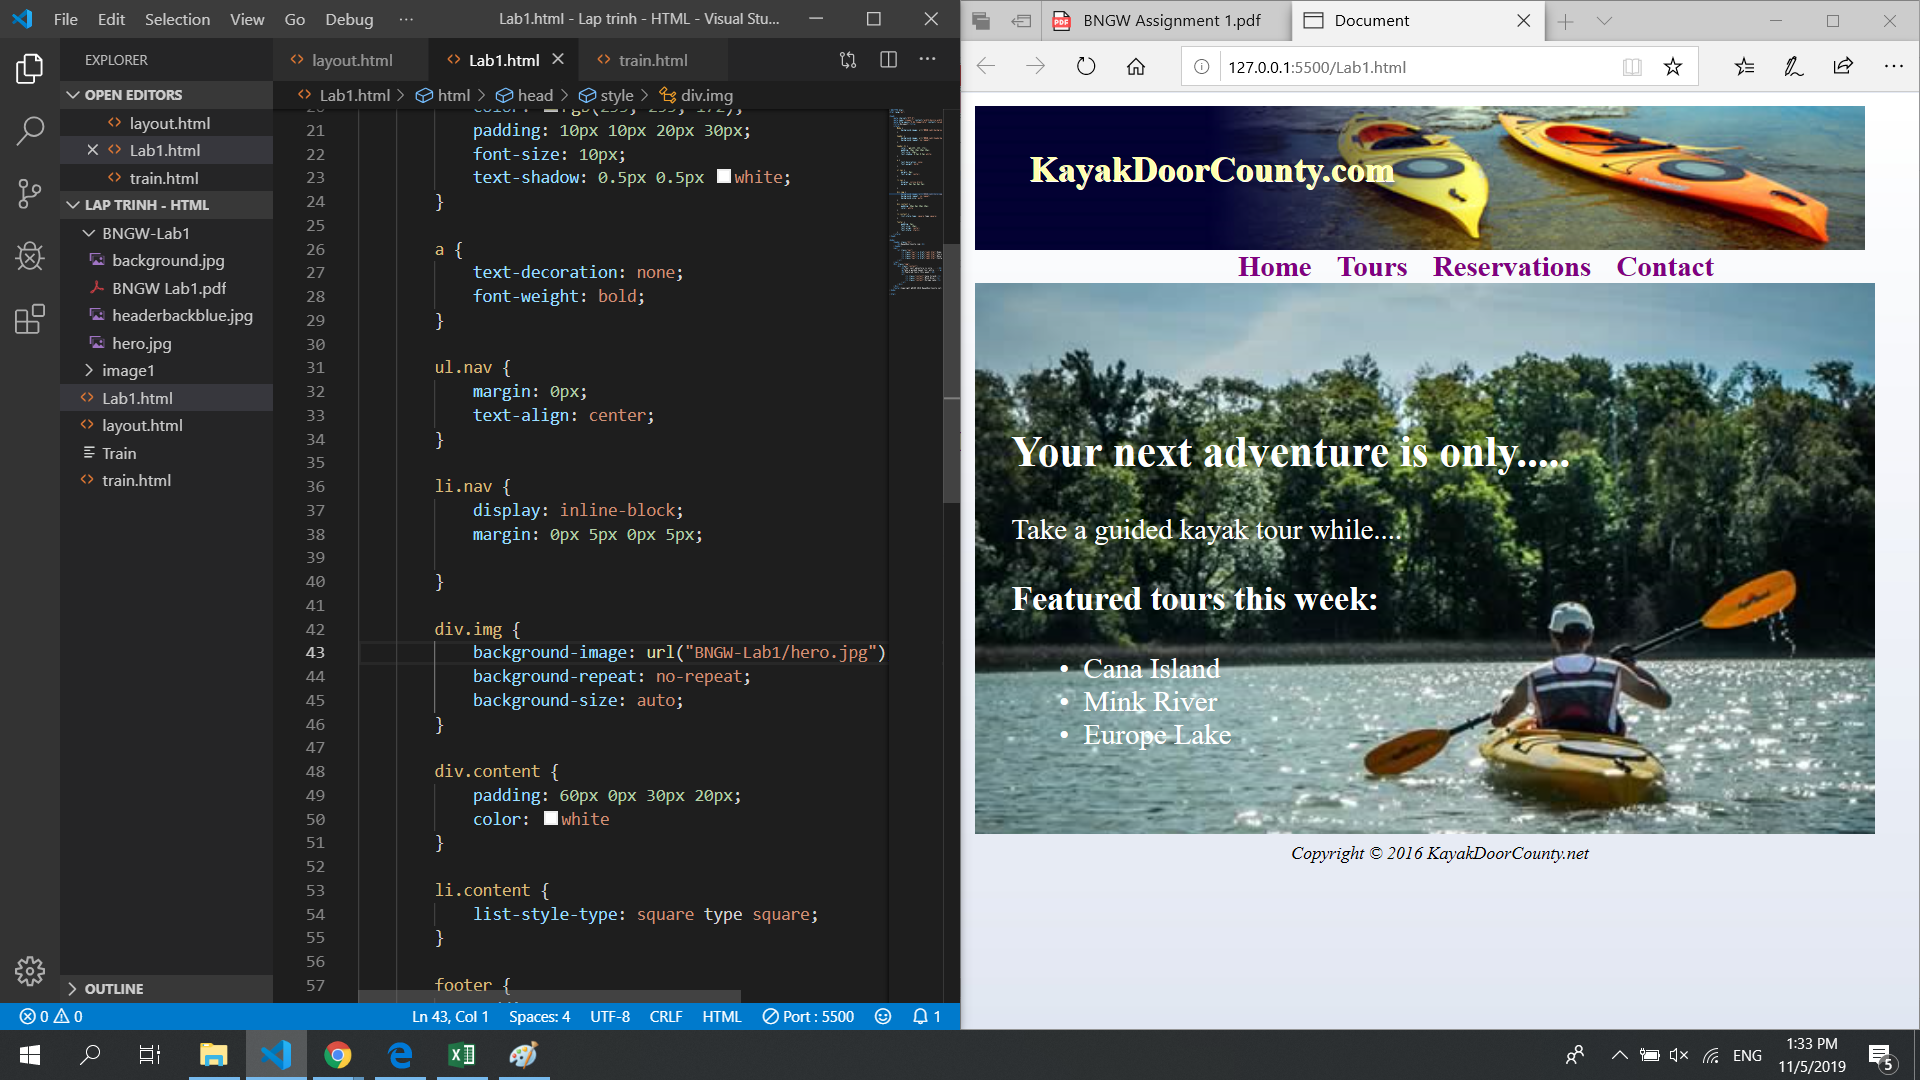 File Edit Selection View Go Debug ··· Lab1.html - Lap trinh - HTML - Visual Stu...
EXPLORER
OPEN EDITORS
layout.html
Lab1.html
train.html
LAP TRINH - HTML
BNGW-Lab1
background.jpg
BNGW Lab1.pdf
headerbackblue.jpg
hero.jpg
image1
Lab1.html
layout.html
Train
train.html
OUTLINE
layout.html Lab1.html train.html
Lab1.html > html > head > style > div.img
21 padding: 10px 10px 20px 30px;
22 font-size: 10px;
23 text-shadow: 0.5px 0.5px white;
24 }
25
26 a {
27 text-decoration: none;
28 font-weight: bold;
29 }
30
31 ul.nav {
32 margin: 0px;
33 text-align: center;
34 }
35
36 li.nav {
37 display: inline-block;
38 margin: 0px 5px 0px 5px;
39
40 }
41
42 div.img {
43 background-image: url("BNGW-Lab1/hero.jpg")
44 background-repeat: no-repeat;
45 background-size: auto;
46 }
47
48 div.content {
49 padding: 60px 0px 30px 20px;
50 color: white
51 }
52
53 li.content {
54 list-style-type: square type square;
55 }
56
57 footer {
0 0 Ln 43, Col 1 Spaces: 4 UTF-8 CRLF HTML Port : 5500 1
BNGW Assignment 1.pdf Document
127.0.0.1:5500/Lab1.html
KayakDoorCounty.com
Home Tours Reservations Contact
Your next adventure is only.....
Take a guided kayak tour while....
Featured tours this week:
• Cana Island
• Mink River
• Europe Lake
Copyright © 2016 KayakDoorCounty.net
ENG
1:33 PM
11/5/2019
5